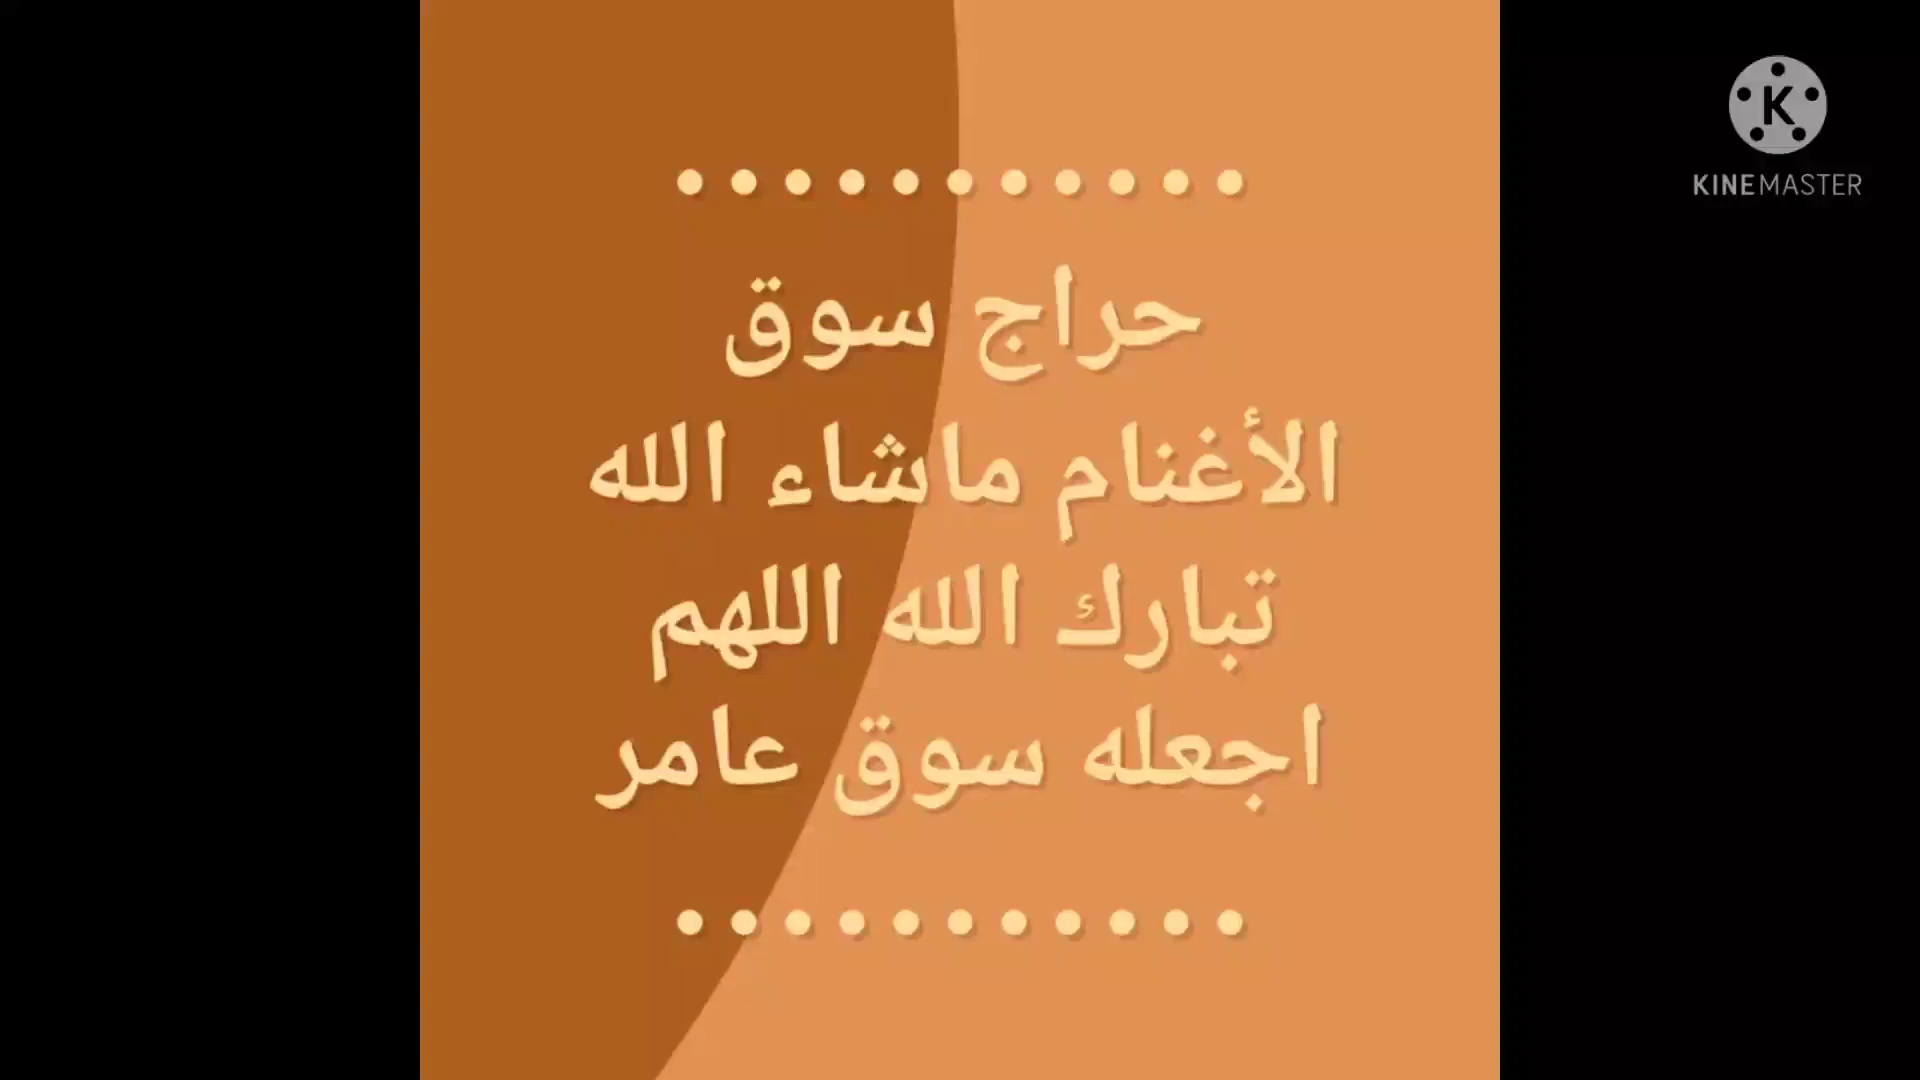 حراج سوق
الأغنام ماشاء الله
تبارك الله اللهم
اجعله سوق عامر
K
KINEMASTER